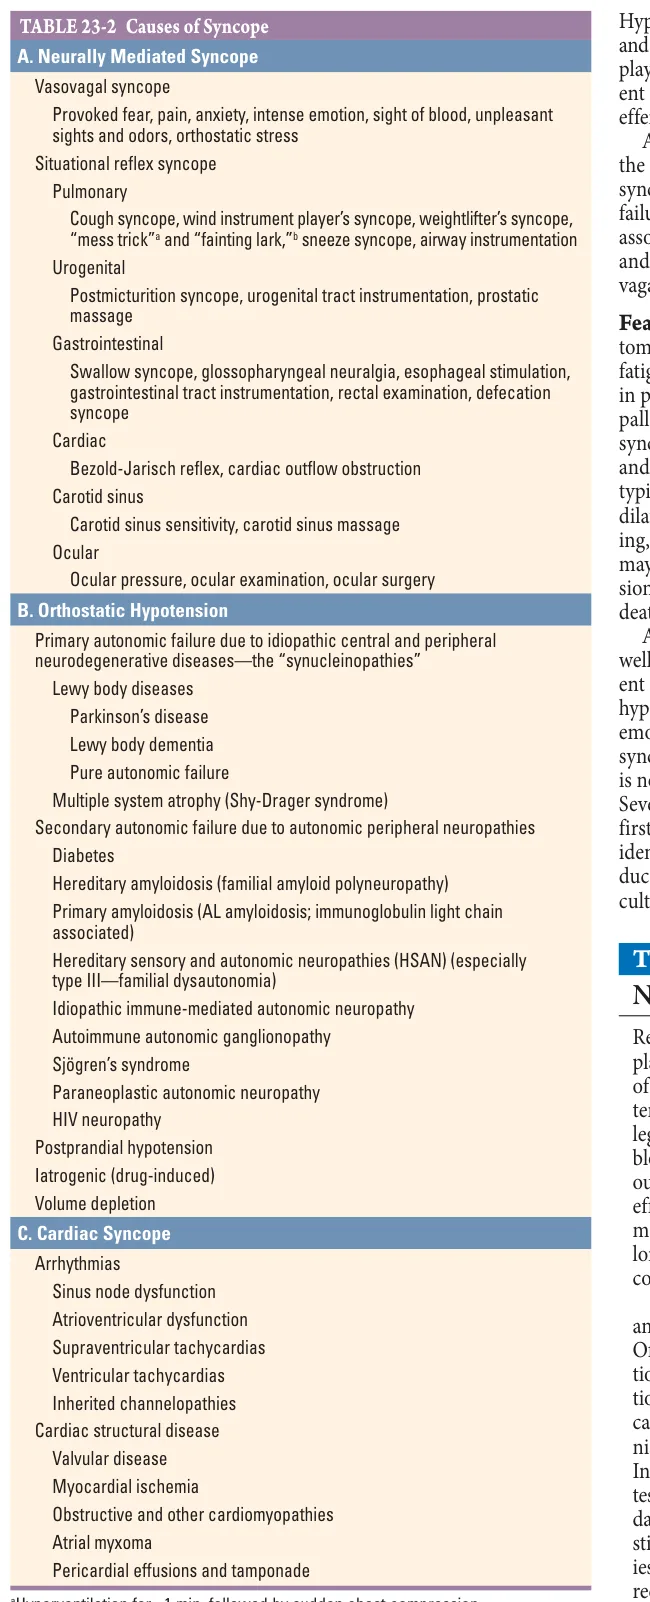 TABLE 23-2 Causes of Syncope
A. Neurally Mediated Syncope
Vasovagal syncope
Provoked fear, pain, anxiety, intense emotion, sight of blood, unpleasant
sights and odors, orthostatic stress
Situational reflex syncope
Pulmonary
Cough syncope, wind instrument player’s syncope, weightlifter’s syncope,
“mess trick”ᵃ and “fainting lark,”ᵇ sneeze syncope, airway instrumentation
Urogenital
Postmicturition syncope, urogenital tract instrumentation, prostatic
massage
Gastrointestinal
Swallow syncope, glossopharyngeal neuralgia, esophageal stimulation,
gastrointestinal tract instrumentation, rectal examination, defecation
syncope
Cardiac
Bezold-Jarisch reflex, cardiac outflow obstruction
Carotid sinus
Carotid sinus sensitivity, carotid sinus massage
Ocular
Ocular pressure, ocular examination, ocular surgery
B. Orthostatic Hypotension
Primary autonomic failure due to idiopathic central and peripheral
neurodegenerative diseases—the “synucleinopathies”
Lewy body diseases
Parkinson’s disease
Lewy body dementia
Pure autonomic failure
Multiple system atrophy (Shy-Drager syndrome)
Secondary autonomic failure due to autonomic peripheral neuropathies
Diabetes
Hereditary amyloidosis (familial amyloid polyneuropathy)
Primary amyloidosis (AL amyloidosis; immunoglobulin light chain
associated)
Hereditary sensory and autonomic neuropathies (HSAN) (especially
type III—familial dysautonomia)
Idiopathic immune-mediated autonomic neuropathy
Autoimmune autonomic ganglionopathy
Sjögren’s syndrome
Paraneoplastic autonomic neuropathy
HIV neuropathy
Postprandial hypotension
Iatrogenic (drug-induced)
Volume depletion
C. Cardiac Syncope
Arrhythmias
Sinus node dysfunction
Atrioventricular dysfunction
Supraventricular tachycardias
Ventricular tachycardias
Inherited channelopathies
Cardiac structural disease
Valvular disease
Myocardial ischemia
Obstructive and other cardiomyopathies
Atrial myxoma
Pericardial effusions and tamponade